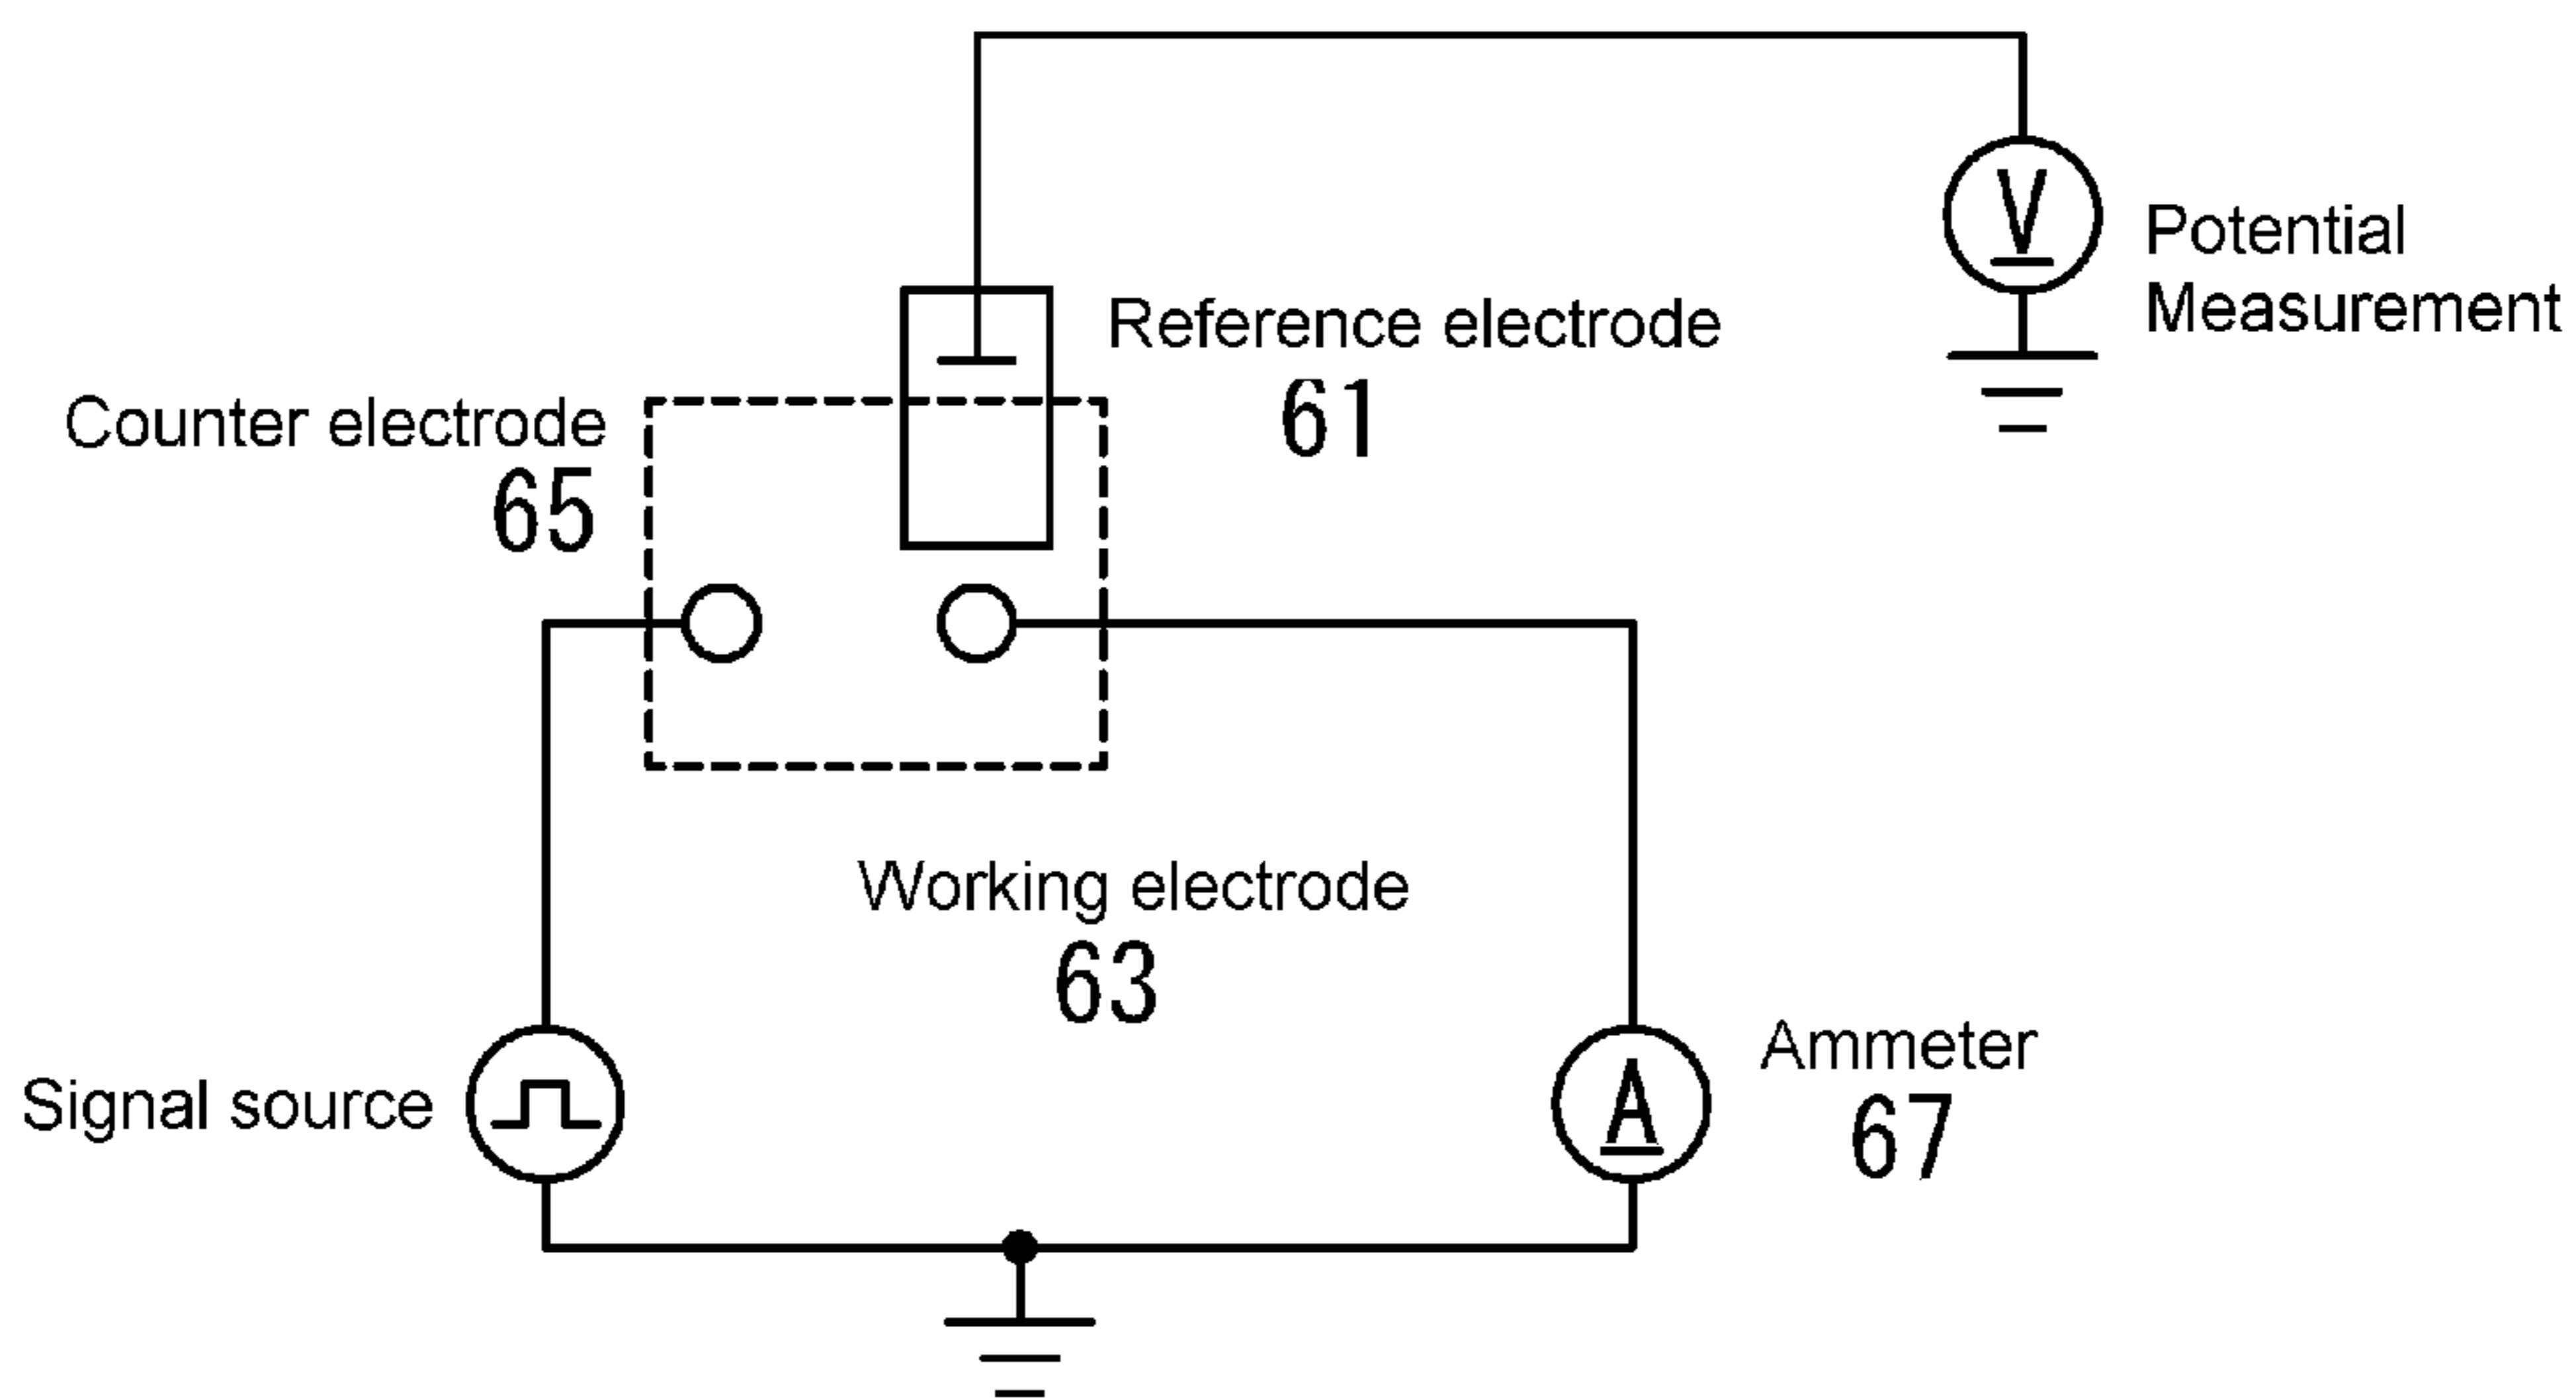 V
Potential
Measurement
Reference electrode
61
Counter electrode
65
Working electrode
63
Signal source
A
Ammeter
67